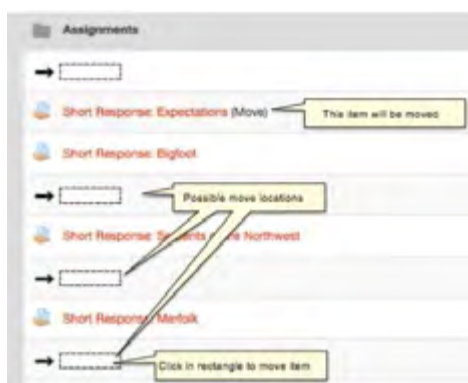 Assignments
Short Response: Expectations (Move)
This item will be moved
Short Response: Bigfoot
Possible move locations
Short Response: the Northwest
Short Response: Merfolk
Click in rectangle to move item